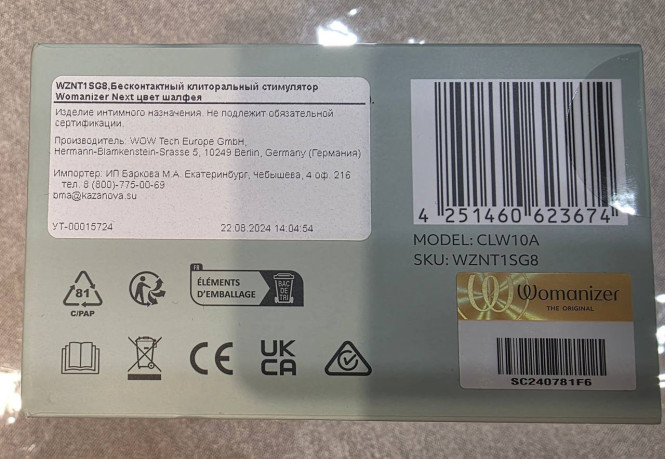 WZNT1SG8,Бесконтактный клиторальный стимулятор
Womanizer Next цвет шалфея
Изделие интимного назначения. Не подлежит обязательной
сертификации.
Производитель: WOW Tech Europe GmbH,
Hermann-Blamkenstein-Srasse 5, 10249 Berlin, Germany (Германия)
Импортер: ИП Баркова М.А. Екатеринбург, Чебышева, 4 оф. 216
тел. 8 (800)-775-00-69
bma@kazanova.su
УТ-00015724 22.08.2024 14:04:54
4 251460 623674
MODEL: CLW10A
SKU: WZNT1SG8
Womanizer
THE ORIGINAL
SC240781F6
81
C/PAP
FR
ÉLÉMENTS
D'EMBALLAGE
BAC
DE
TRI
CE
UK
CA